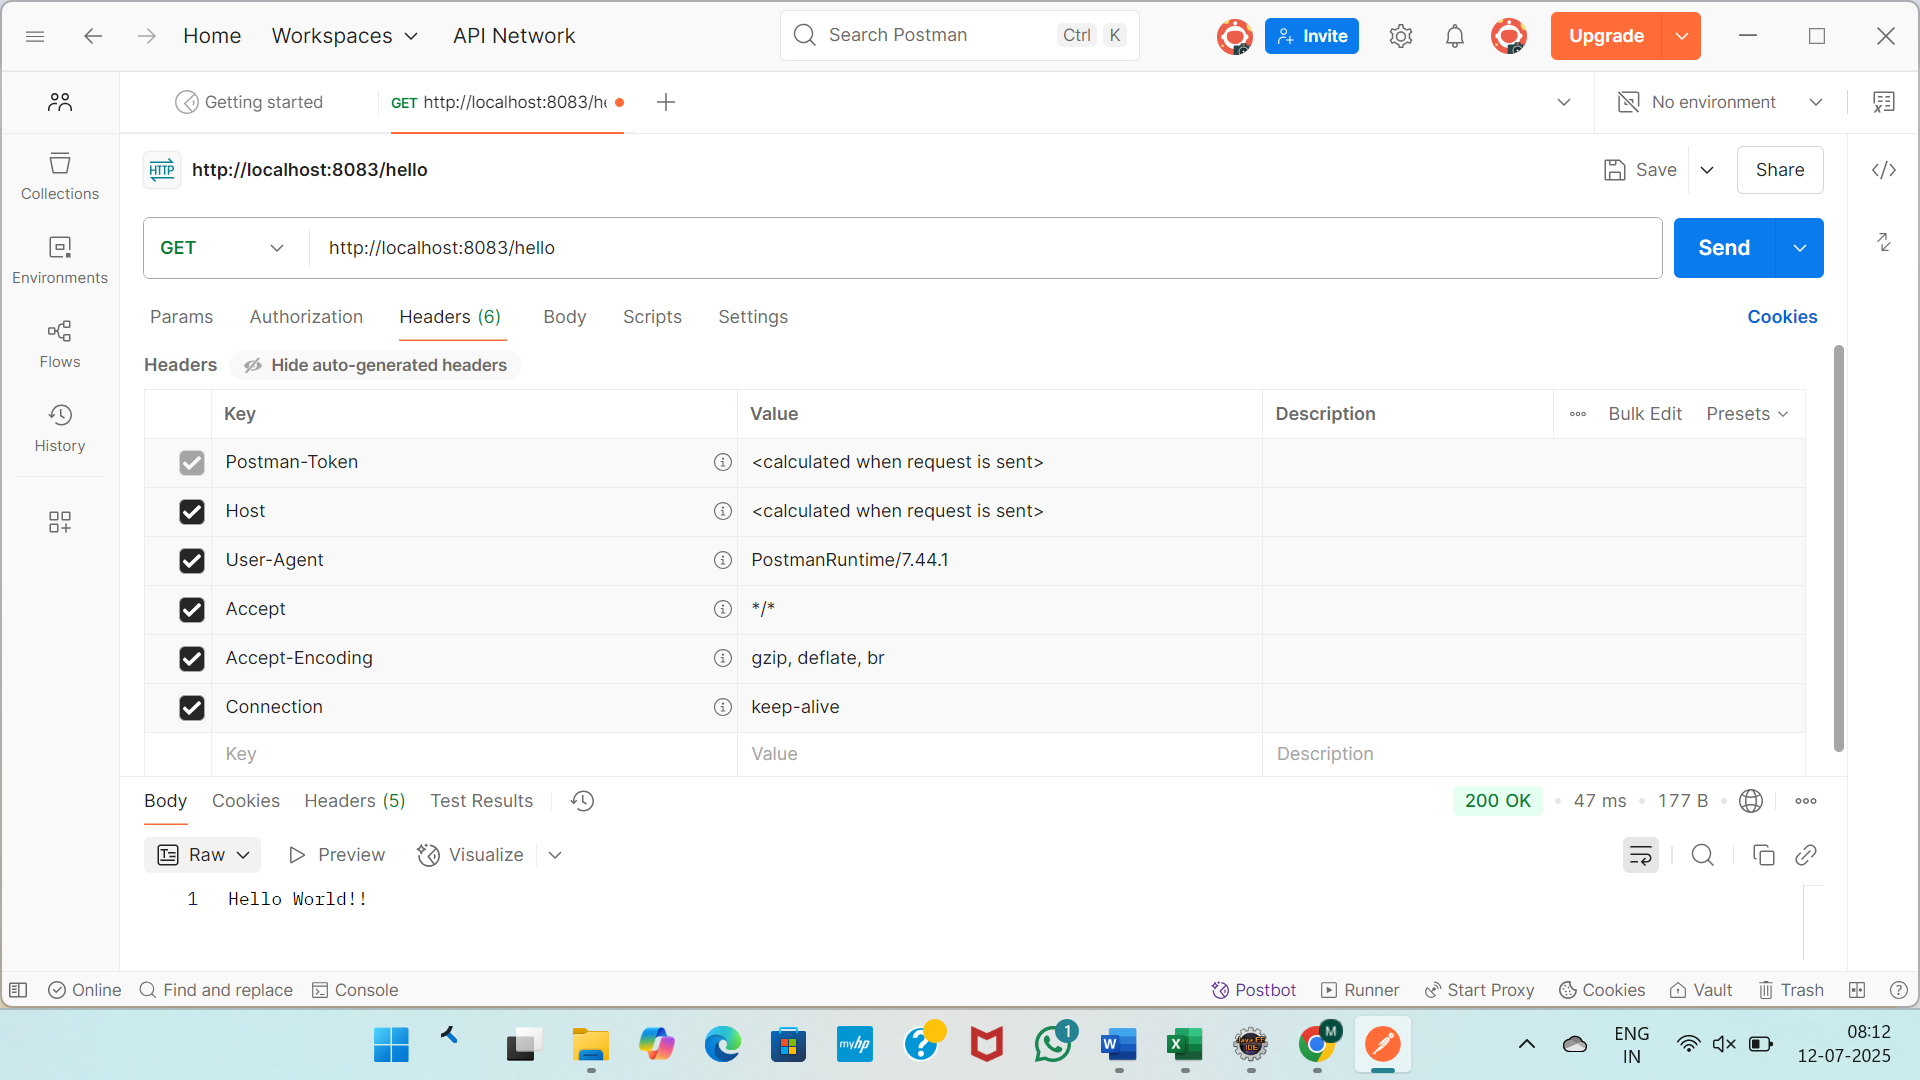 Home Workspaces API Network Search Postman Ctrl K Invite Upgrade
Getting started GET http://localhost:8083/he No environment
HTTP http://localhost:8083/hello Save Share
Collections
GET http://localhost:8083/hello Send
Environments
Params Authorization Headers (6) Body Scripts Settings Cookies
Flows
Headers Hide auto-generated headers
Key Value Description Bulk Edit Presets
History
Postman-Token <calculated when request is sent>
Host <calculated when request is sent>
User-Agent PostmanRuntime/7.44.1
Accept */*
Accept-Encoding gzip, deflate, br
Connection keep-alive
Key Value Description
Body Cookies Headers (5) Test Results 200 OK 47 ms 177 B
Raw Preview Visualize
1 Hello World!!
Online Find and replace Console Postbot Runner Start Proxy Cookies Vault Trash
myhp 1 W X Java EE IDE M ENG IN 08:12
12-07-2025